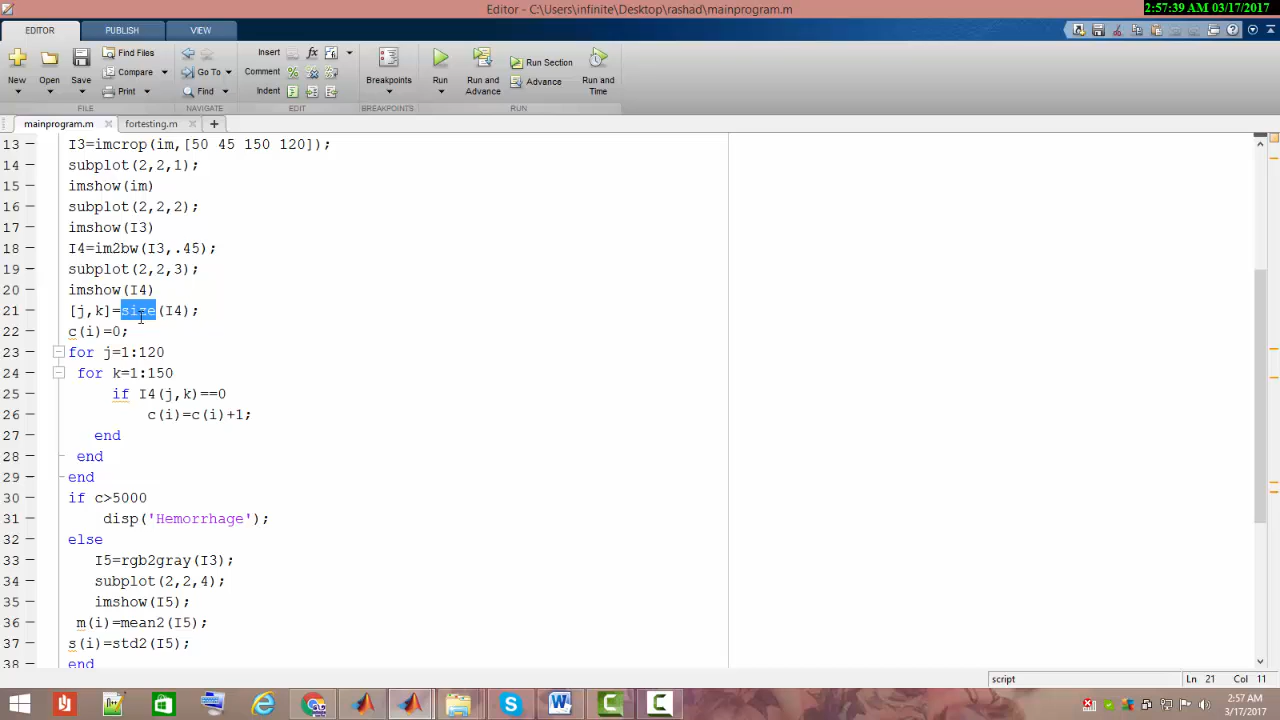 Editor - C:\Users\infinite\Desktop\rashad\mainprogram.m
2:57:39 AM 03/17/2017
EDITOR PUBLISH VIEW
New Open Save Find Files Compare Print
Go To Find
Insert fx Comment Indent
Breakpoints
Run Run and Advance Run Section Advance Run and Time
FILE NAVIGATE EDIT BREAKPOINTS RUN
mainprogram.m fortesting.m
13 I3=imcrop(im,[50 45 150 120]);
14 subplot(2,2,1);
15 imshow(im)
16 subplot(2,2,2);
17 imshow(I3)
18 I4=im2bw(I3,.45);
19 subplot(2,2,3);
20 imshow(I4)
21 [j,k]=size(I4);
22 c(i)=0;
23 for j=1:120
24 for k=1:150
25 if I4(j,k)==0
26 c(i)=c(i)+1;
27 end
28 end
29 end
30 if c>5000
31 disp('Hemorrhage');
32 else
33 I5=rgb2gray(I3);
34 subplot(2,2,4);
35 imshow(I5);
36 m(i)=mean2(I5);
37 s(i)=std2(I5);
38 end
script Ln 21 Col 11
2:57 AM
3/17/2017